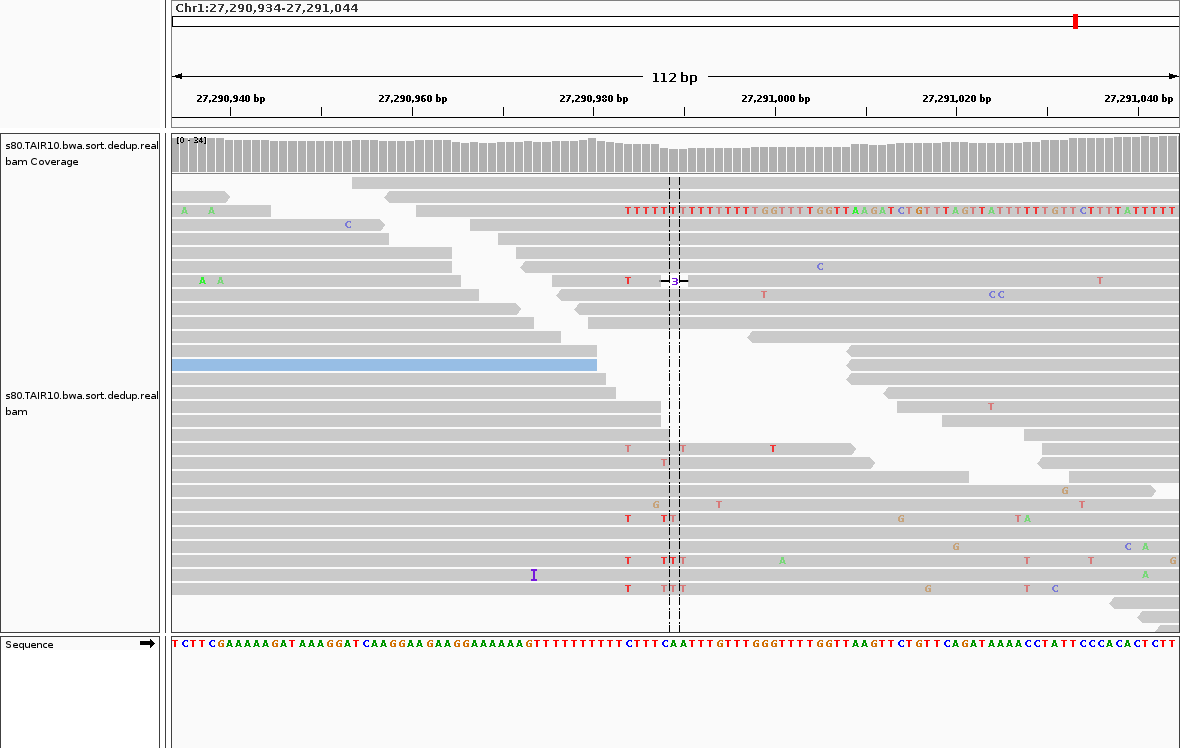 Chr1:27,290,934-27,291,044
112 bp
27,290,940 bp 27,290,960 bp 27,290,980 bp 27,291,000 bp 27,291,020 bp 27,291,040 bp
s80.TAIR10.bwa.sort.dedup.real
bam Coverage
[0 - 34]
A A TTTTTTTTTTTTTTTGGTTTTGGTTAAGATCTGTTTAGTTATTTTTTGTTCTTTTATTTTT
C
C
A A T 3 T
T C C
s80.TAIR10.bwa.sort.dedup.real
bam
T
T T T
T
G
G T T
T T T G T A
G C A
T T T T A T T G
I A
T T T T G T C
Sequence
TCTTCGAAAAAGATAAAGGATCAAGGAAGAAGGAAAAAAGTTTTTTTTTTCTTTCAATTTGTTTGGGTTTTGGTTAAGTTCTGTTCAGATAAAACCTATTCCCACACTCTT